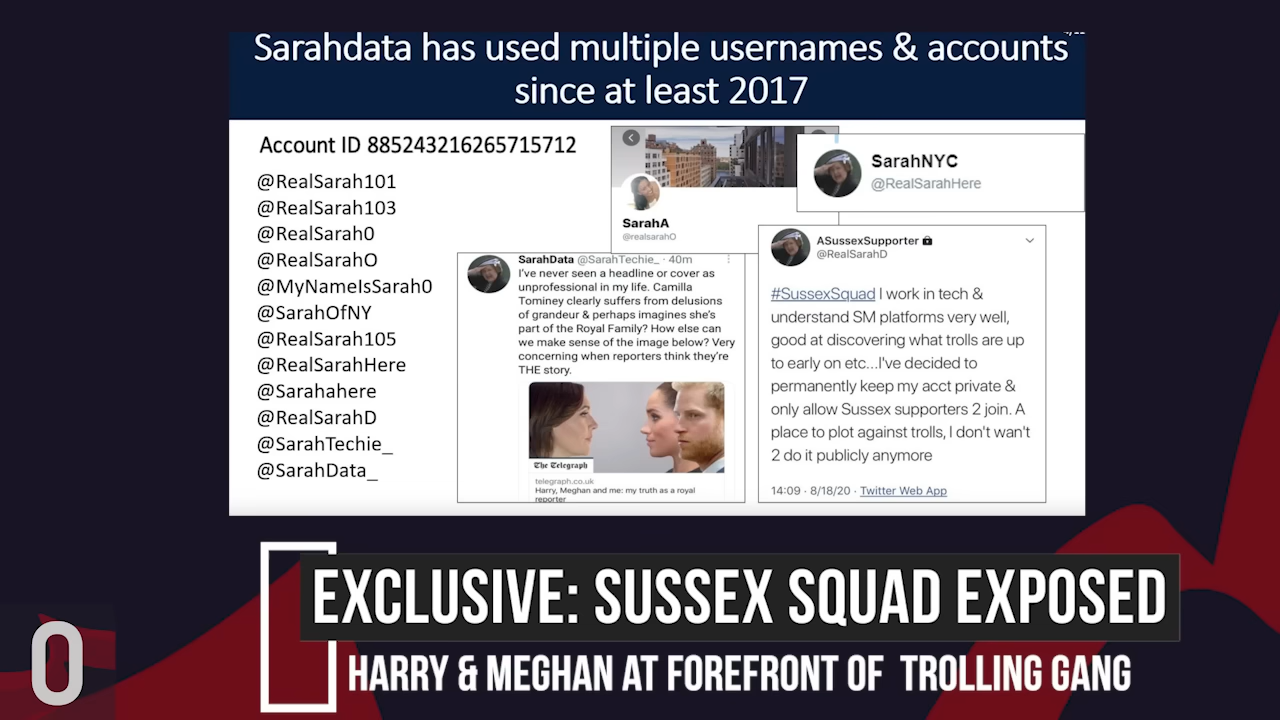 Sarahdata has used multiple usernames & accounts
since at least 2017
Account ID 885243216265715712
@RealSarah101
@RealSarah103
@RealSarah0
@RealSarahO
@MyNameIsSarah0
@SarahOfNY
@RealSarah105
@RealSarahHere
@Sarahahere
@RealSarahD
@SarahTechie_
@SarahData_
SarahA
@realsarahO
SarahNYC
@RealSarahHere
SarahData @SarahTechie_ · 40m
I've never seen a headline or cover as
unprofessional in my life. Camilla
Tominey clearly suffers from delusions
of grandeur & perhaps imagines she's
part of the Royal Family? How else can
we make sense of the image below? Very
concerning when reporters think they're
THE story.
The Telegraph
telegraph.co.uk
Harry, Meghan and me: my truth as a royal
reporter
ASussexSupporter
@RealSarahD
#SussexSquad I work in tech &
understand SM platforms very well,
good at discovering what trolls are up
to early on etc...I've decided to
permanently keep my acct private &
only allow Sussex supporters 2 join. A
place to plot against trolls, I don't wan't
2 do it publicly anymore
14:09 · 8/18/20 · Twitter Web App
EXCLUSIVE: SUSSEX SQUAD EXPOSED
HARRY & MEGHAN AT FOREFRONT OF TROLLING GANG
0